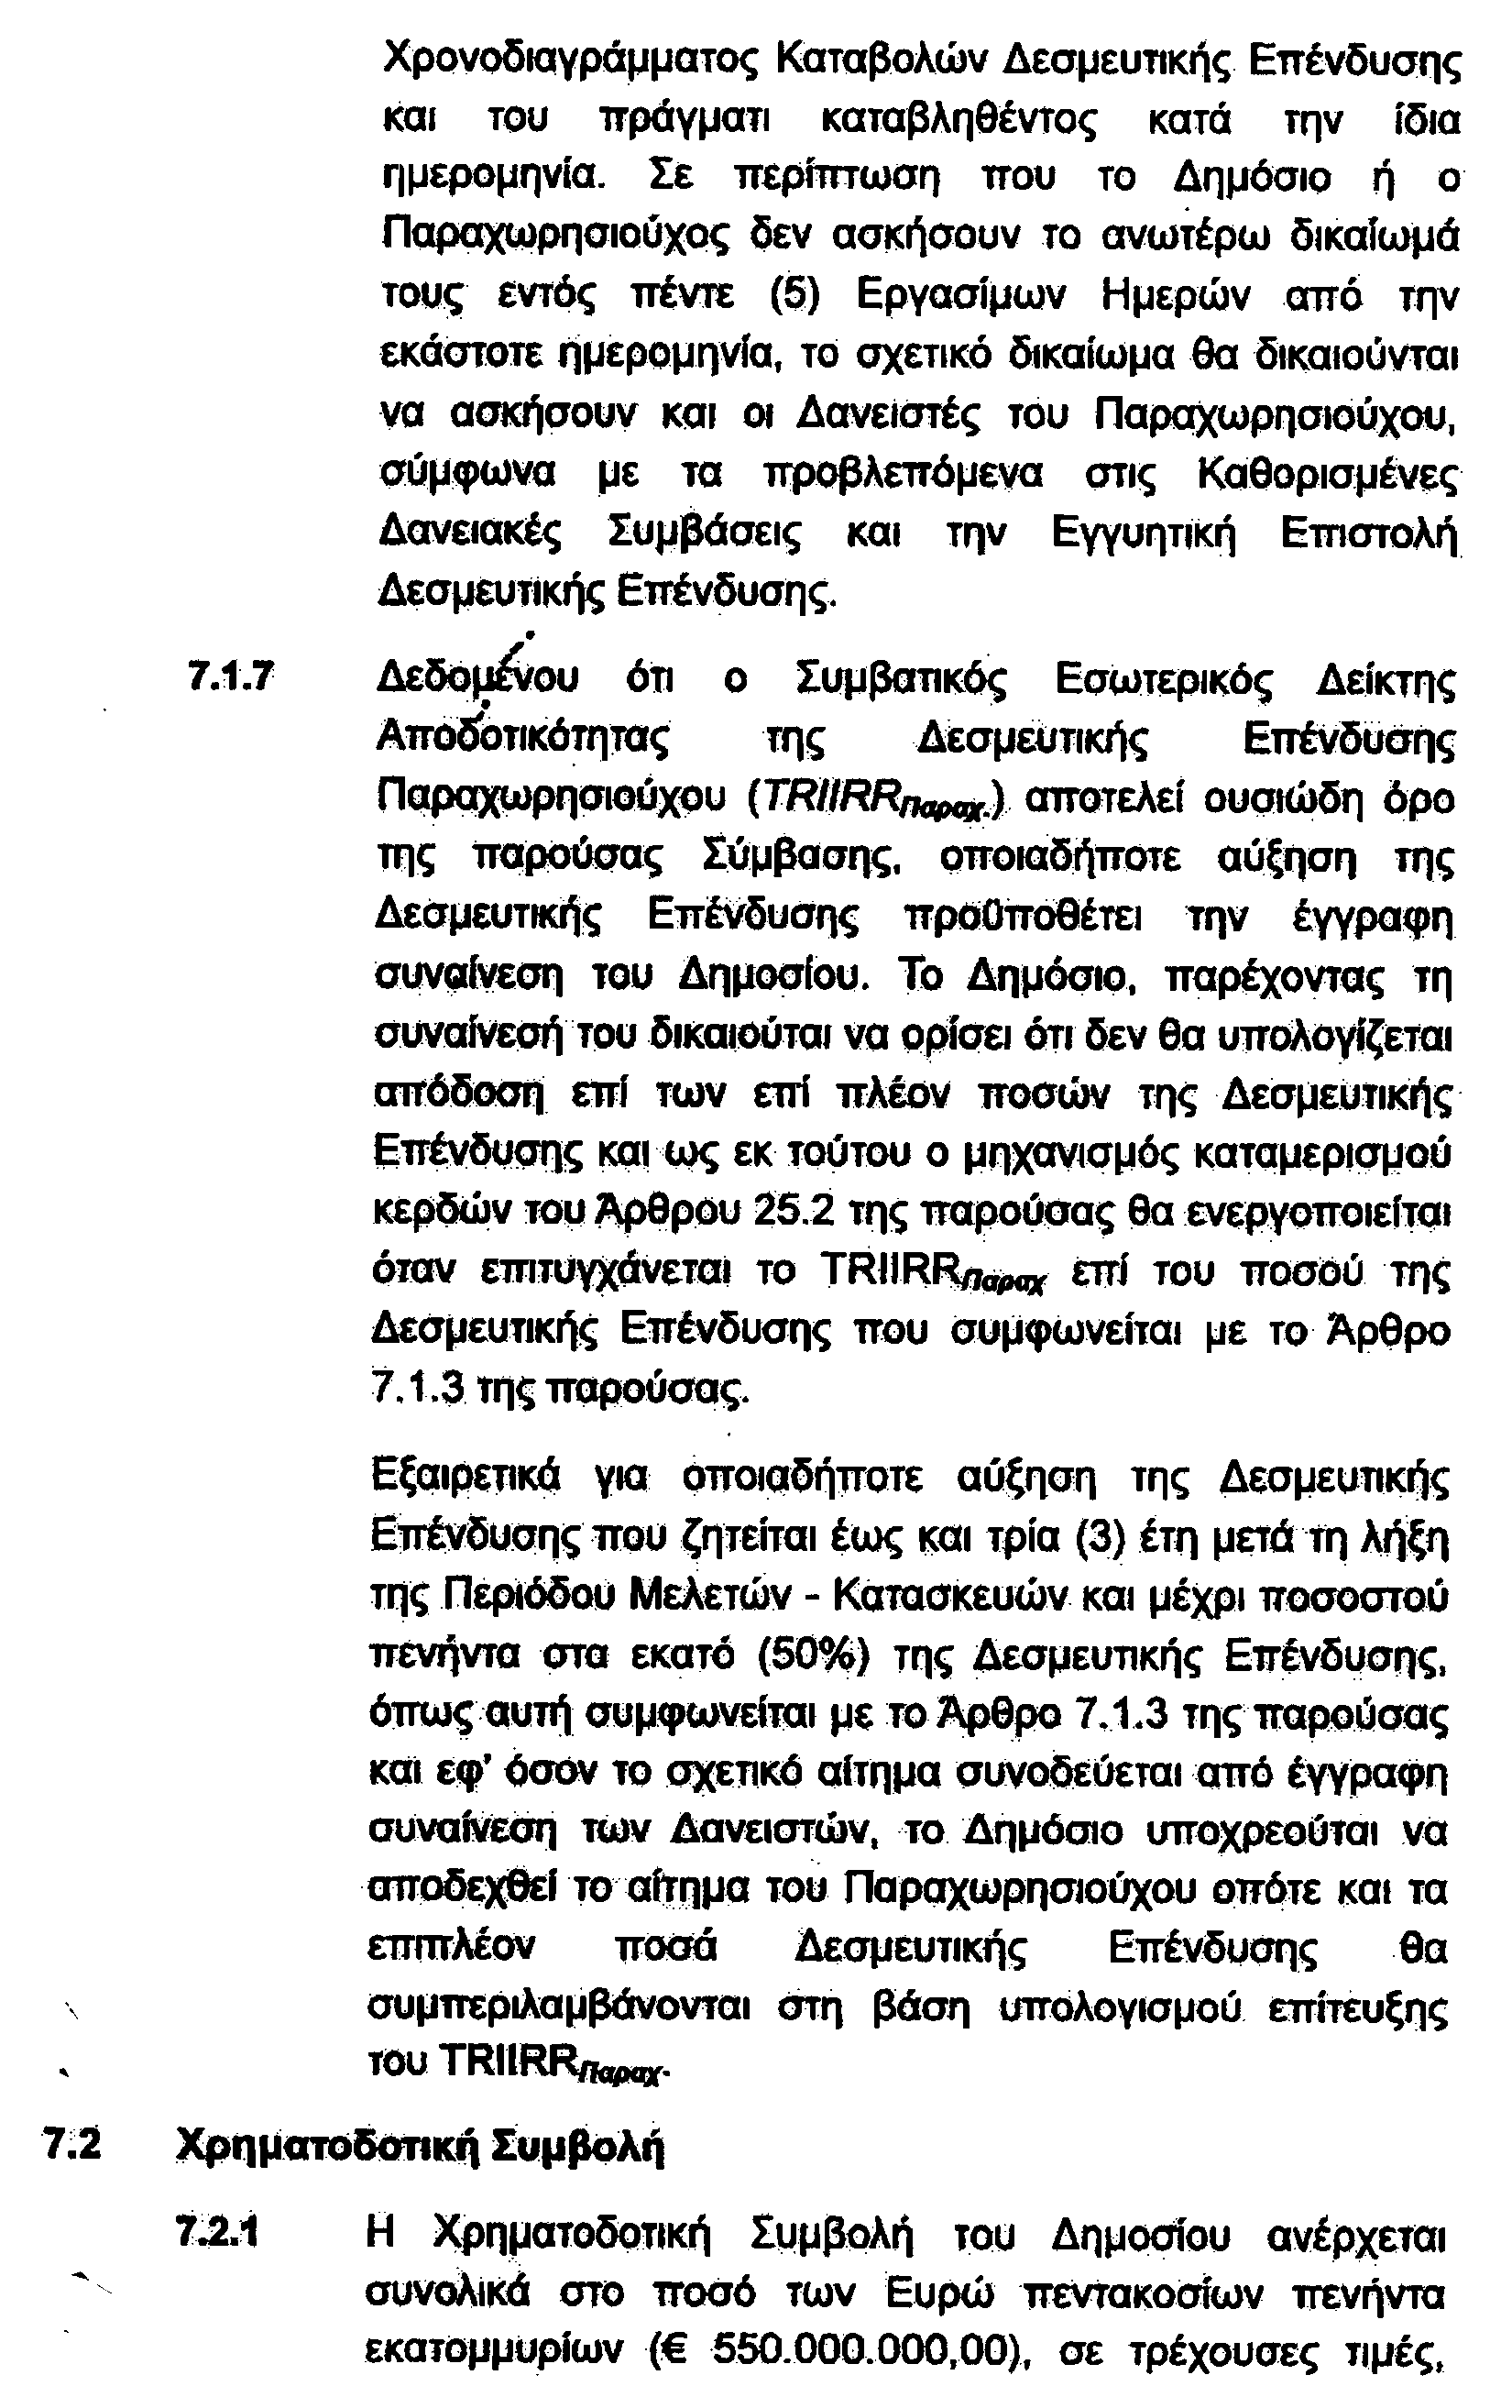 Χρονοδιαγράμματος Καταβολών Δεσμευτικής Επένδυσης
και του πράγματι καταβληθέντος κατά την ίδια
ημερομηνία. Σε περίπτωση που το Δημόσιο ή ο
Παραχωρησιούχος δεν ασκήσουν το ανωτέρω δικαίωμά
τους εντός πέντε (5) Εργασίμων Ημερών από την
εκάστοτε ημερομηνία, το σχετικό δικαίωμα θα δικαιούνται
να ασκήσουν και οι Δανειστές του Παραχωρησιούχου,
σύμφωνα με τα προβλεπόμενα στις Καθορισμένες
Δανειακές Συμβάσεις και την Εγγυητική Επιστολή
Δεσμευτικής Επένδυσης.
7.1.7 Δεδομένου ότι ο Συμβατικός Εσωτερικός Δείκτης
Αποδοτικότητας της Δεσμευτικής Επένδυσης
Παραχωρησιούχου (TRIIRRΠαραχ.) αποτελεί ουσιώδη όρο
της παρούσας Σύμβασης, οποιαδήποτε αύξηση της
Δεσμευτικής Επένδυσης προϋποθέτει την έγγραφη
συναίνεση του Δημοσίου. Το Δημόσιο, παρέχοντας τη
συναίνεσή του δικαιούται να ορίσει ότι δεν θα υπολογίζεται
απόδοση επί των επί πλέον ποσών της Δεσμευτικής
Επένδυσης και ως εκ τούτου ο μηχανισμός καταμερισμού
κερδών του Άρθρου 25.2 της παρούσας θα ενεργοποιείται
όταν επιτυγχάνεται το TRIIRRΠαραχ επί του ποσού της
Δεσμευτικής Επένδυσης που συμφωνείται με το Άρθρο
7.1.3 της παρούσας.
Εξαιρετικά για οποιαδήποτε αύξηση της Δεσμευτικής
Επένδυσης που ζητείται έως και τρία (3) έτη μετά τη λήξη
της Περιόδου Μελετών - Κατασκευών και μέχρι ποσοστού
πενήντα στα εκατό (50%) της Δεσμευτικής Επένδυσης,
όπως αυτή συμφωνείται με το Άρθρο 7.1.3 της παρούσας
και εφ' όσον το σχετικό αίτημα συνοδεύεται από έγγραφη
συναίνεση των Δανειστών, το Δημόσιο υποχρεούται να
αποδεχθεί το αίτημα του Παραχωρησιούχου οπότε και τα
επιπλέον ποσά Δεσμευτικής Επένδυσης θα
συμπεριλαμβάνονται στη βάση υπολογισμού επίτευξης
του TRIIRRΠαραχ.
7.2 Χρηματοδοτική Συμβολή
7.2.1 Η Χρηματοδοτική Συμβολή του Δημοσίου ανέρχεται
συνολικά στο ποσό των Ευρώ πεντακοσίων πενήντα
εκατομμυρίων (€ 550.000.000,00), σε τρέχουσες τιμές,